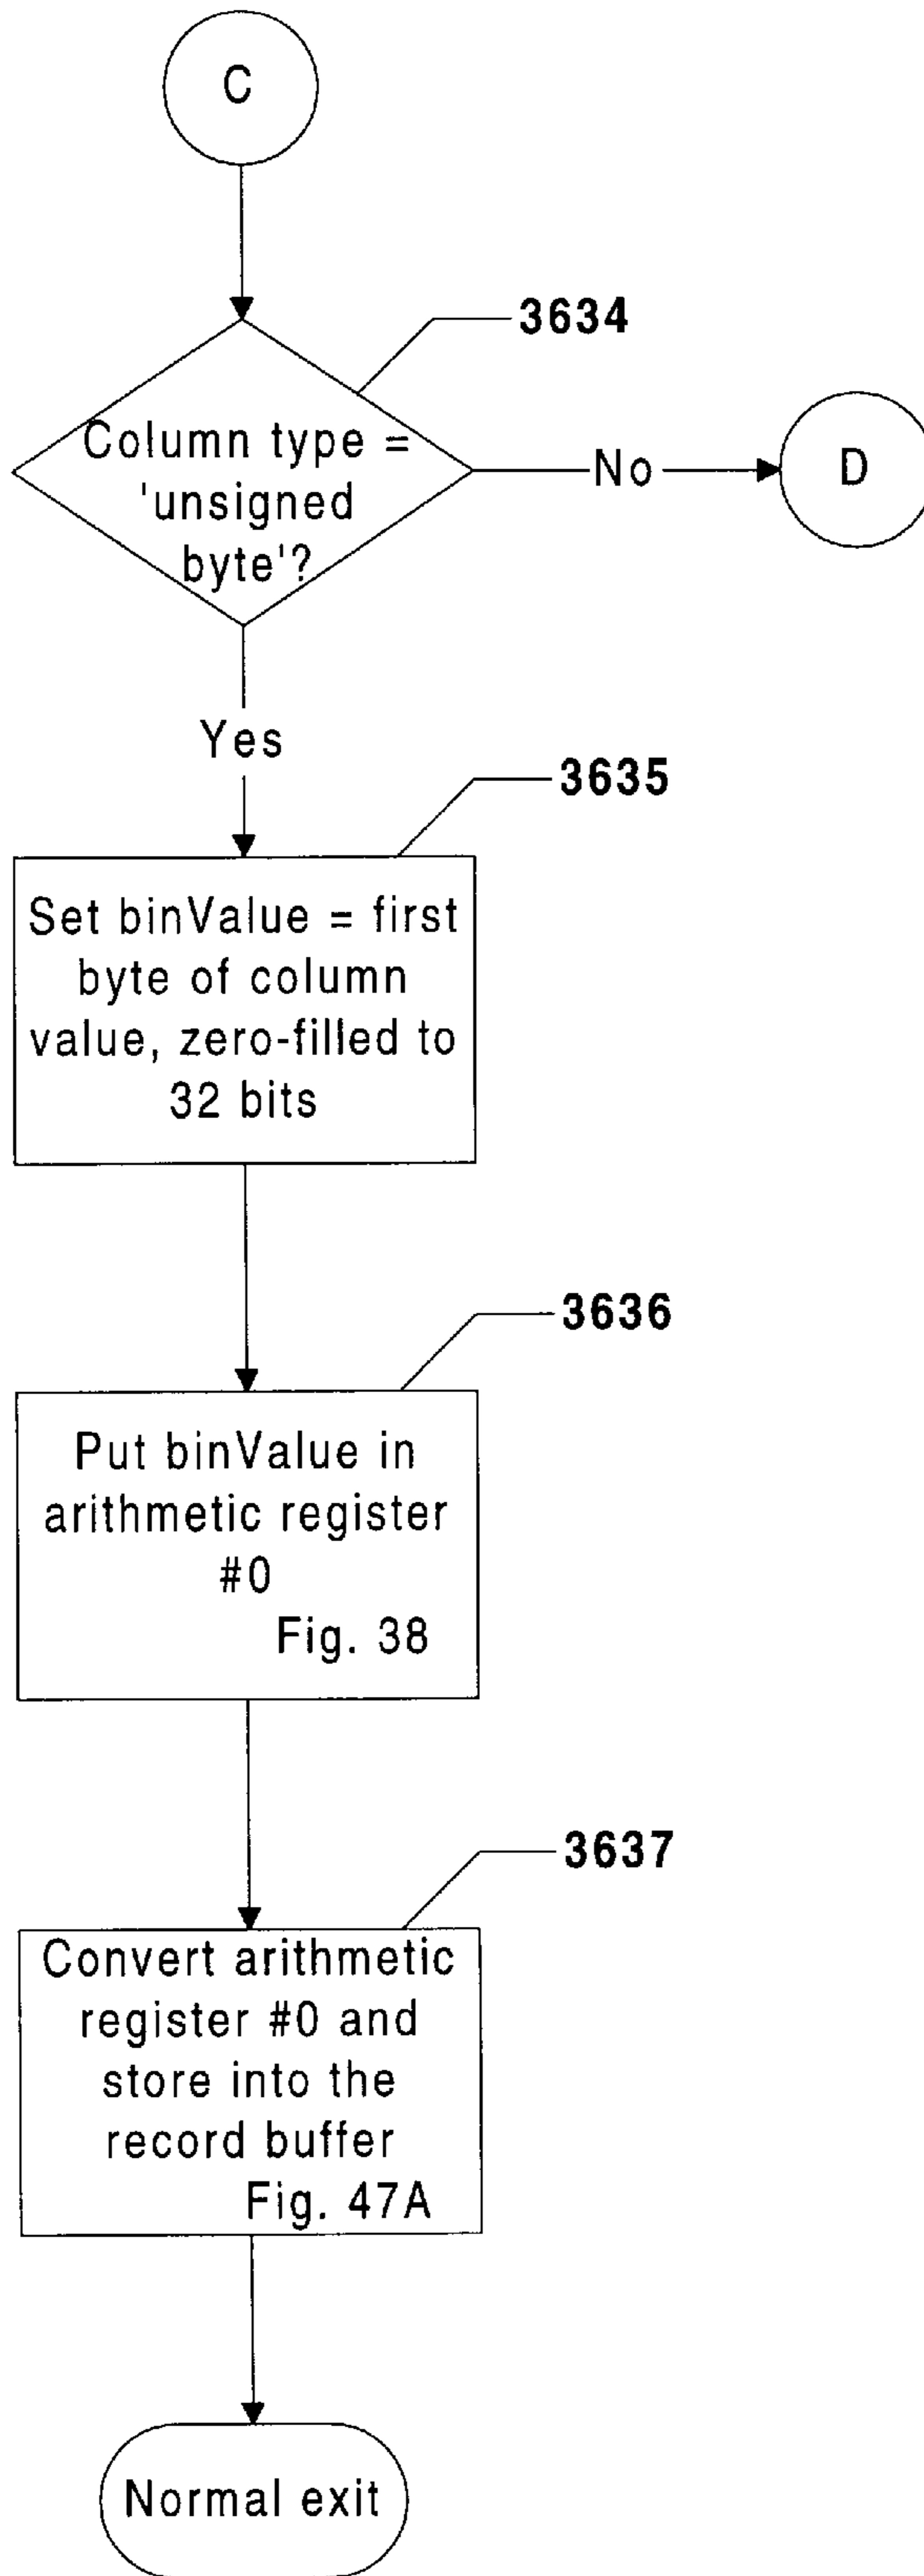 C
3634
Column type =
'unsigned
byte'?
No
D
Yes
3635
Set binValue = first
byte of column
value, zero-filled to
32 bits
3636
Put binValue in
arithmetic register
#0
Fig. 38
3637
Convert arithmetic
register #0 and
store into the
record buffer
Fig. 47A
Normal exit